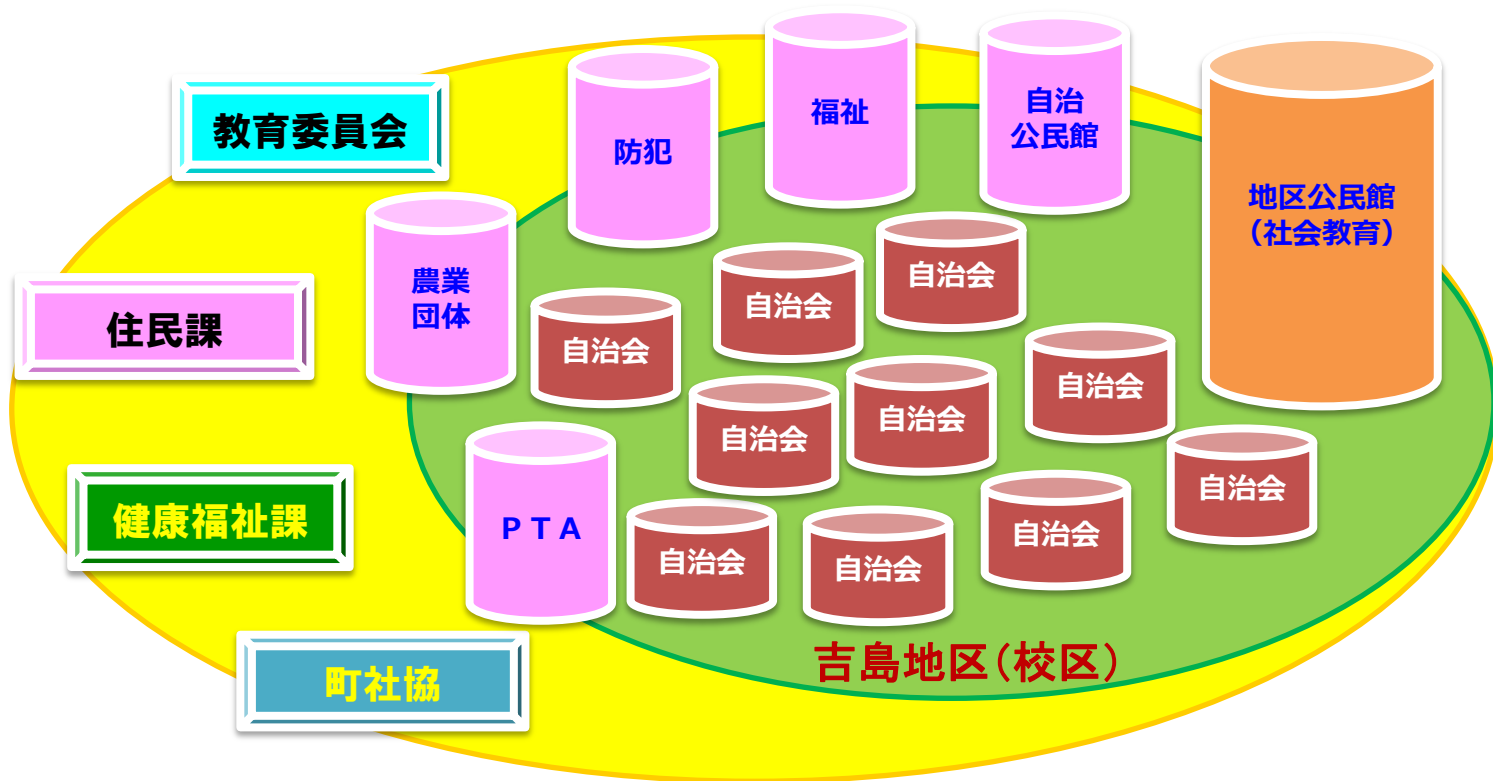 福祉
自治
公民館
教育委員会
防犯
地区公民館
（社会教育）
農業
団体
自治会
自治会
自治会
住民課
自治会
自治会
自治会
自治会
健康福祉課
PTA
自治会
自治会
自治会
自治会
吉島地区（校区）
町社協